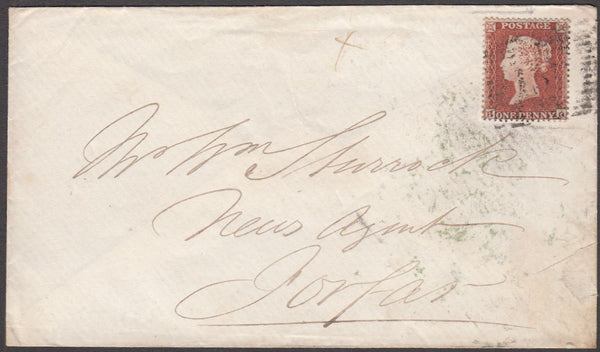 POSTAGE
ONE PENNY
Mr Wm Sturrock
News Agent
Forfar